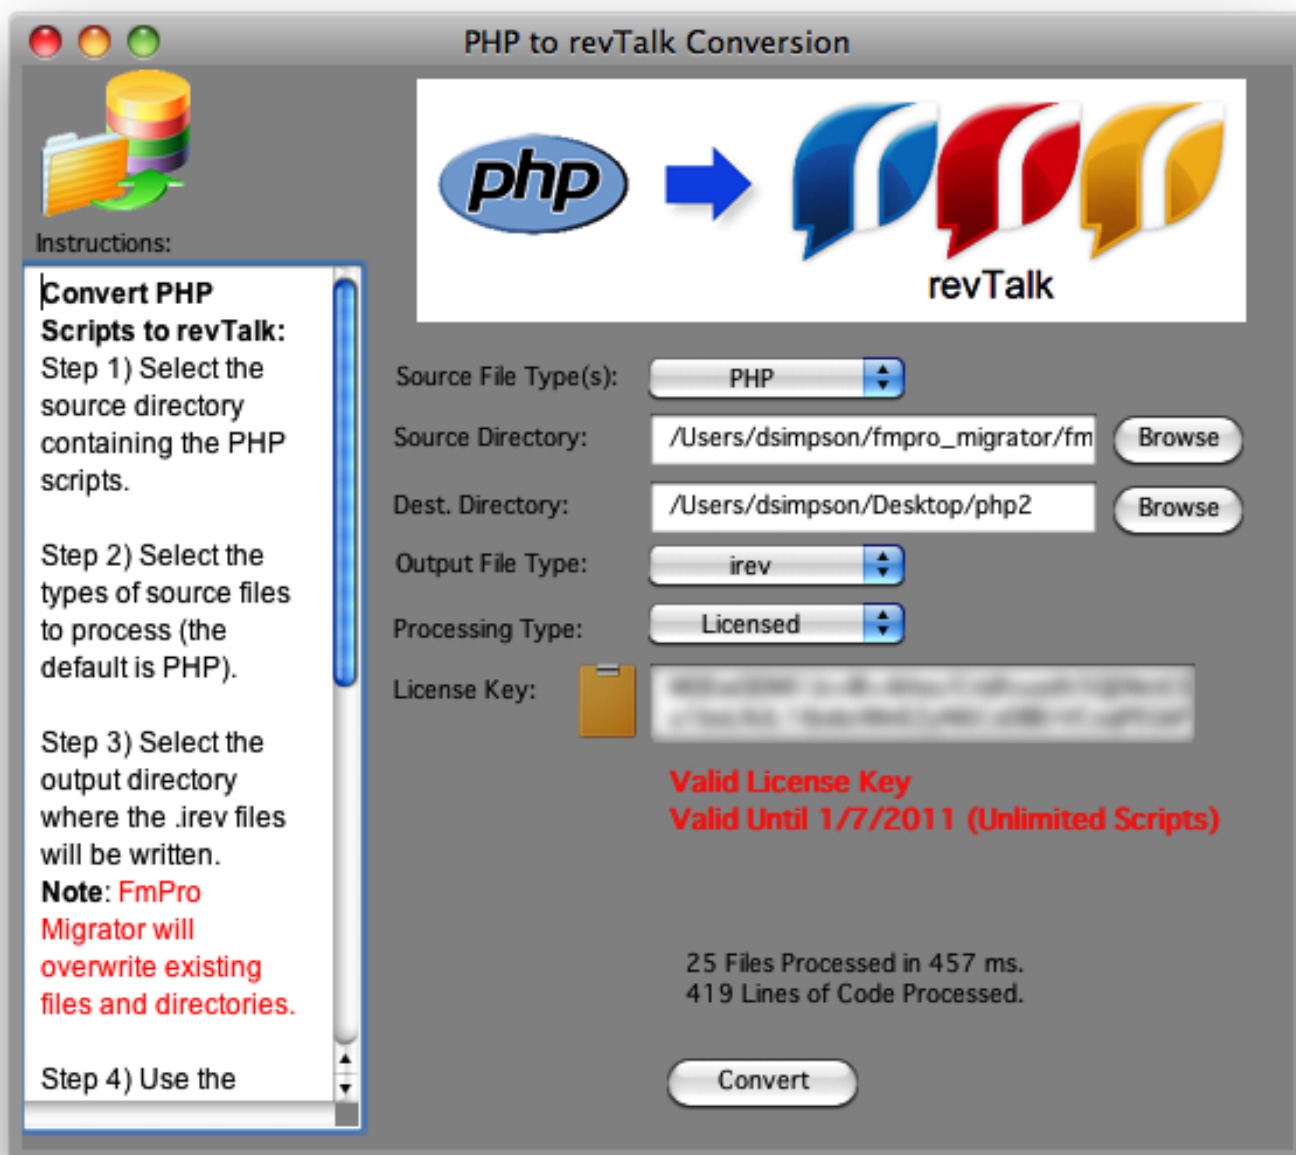 PHP to revTalk Conversion
php
revTalk
Instructions:
Convert PHP
Scripts to revTalk:
Step 1) Select the
source directory
containing the PHP
scripts.
Step 2) Select the
types of source files
to process (the
default is PHP).
Step 3) Select the
output directory
where the .irev files
will be written.
Note: FmPro
Migrator will
overwrite existing
files and directories.
Step 4) Use the
Source File Type(s): PHP
Source Directory: /Users/dsimpson/fmpro_migrator/fm Browse
Dest. Directory: /Users/dsimpson/Desktop/php2 Browse
Output File Type: irev
Processing Type: Licensed
License Key:
Valid License Key
Valid Until 1/7/2011 (Unlimited Scripts)
25 Files Processed in 457 ms.
419 Lines of Code Processed.
Convert